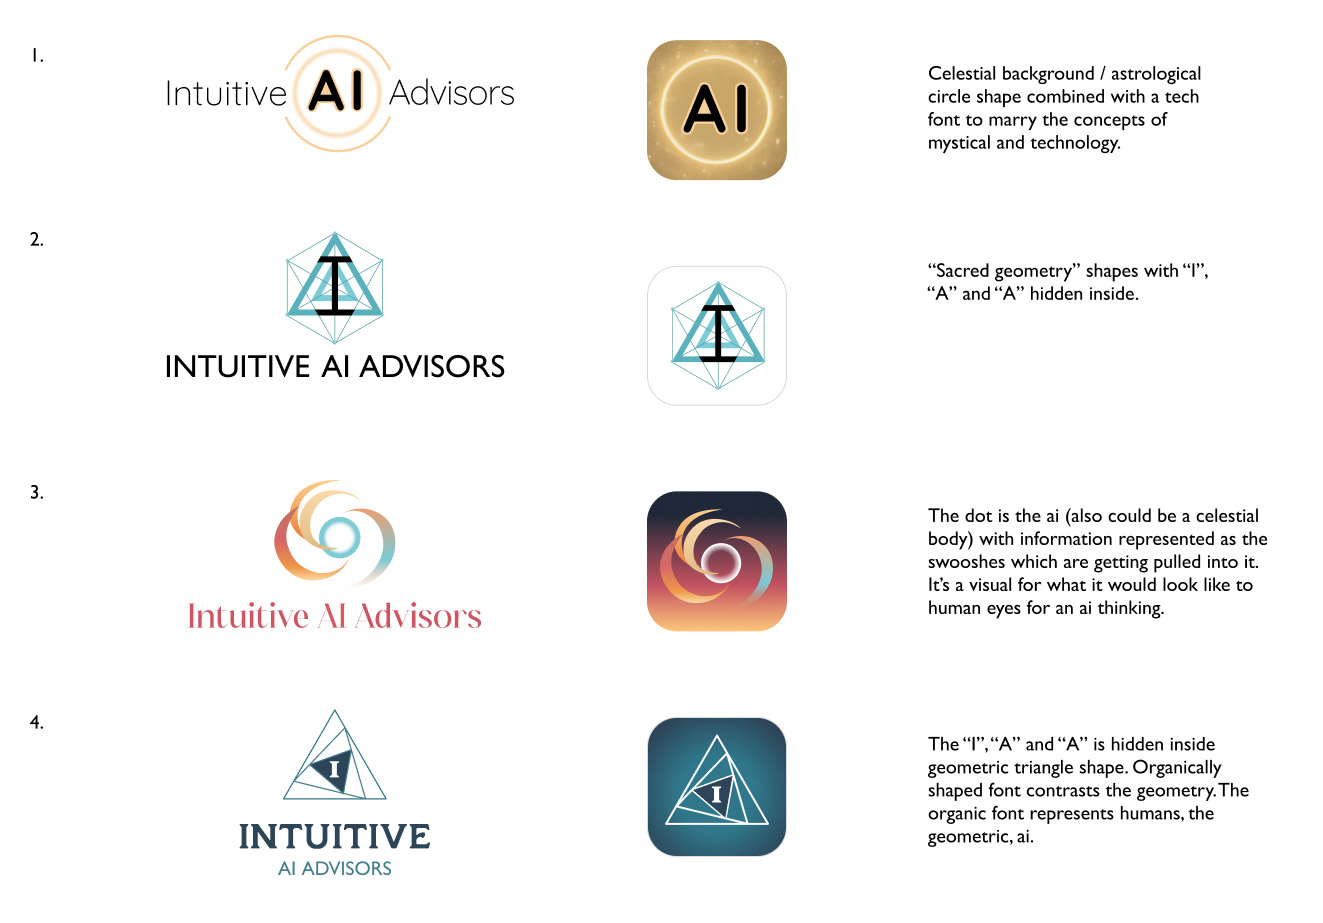 1.
Intuitive AI Advisors
AI
Celestial background / astrological
circle shape combined with a tech
font to marry the concepts of
mystical and technology.
2.
I
INTUITIVE AI ADVISORS
I
“Sacred geometry” shapes with “I”,
“A” and “A” hidden inside.
3.
Intuitive AI Advisors
The dot is the ai (also could be a celestial
body) with information represented as the
swooshes which are getting pulled into it.
It’s a visual for what it would look like to
human eyes for an ai thinking.
4.
I
INTUITIVE
AI ADVISORS
I
The “I”, “A” and “A” is hidden inside
geometric triangle shape. Organically
shaped font contrasts the geometry. The
organic font represents humans, the
geometric, ai.